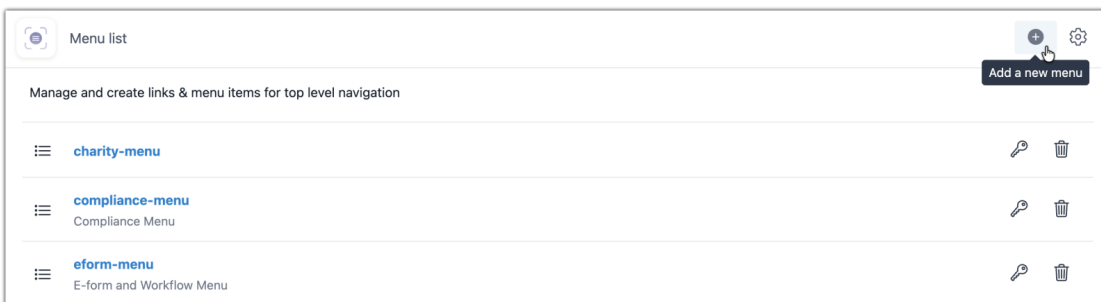 Menu list
Add a new menu
Manage and create links & menu items for top level navigation
charity-menu
compliance-menu
Compliance Menu
eform-menu
E-form and Workflow Menu